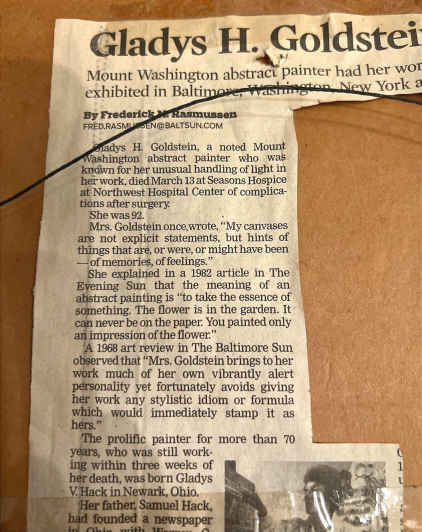 Gladys H. Goldstei
Mount Washington abstract painter had her wor
exhibited in Baltimore, Washington, New York a
By Frederick N. Rasmussen
FRED.RASMUSSEN@BALTSUN.COM
Gladys H. Goldstein, a noted Mount
Washington abstract painter who was
known for her unusual handling of light in
her work, died March 13 at Seasons Hospice
at Northwest Hospital Center of complica-
tions after surgery.
She was 92.
Mrs. Goldstein once wrote, "My canvases
are not explicit statements, but hints of
things that are, or were, or might have been
— of memories, of feelings."
She explained in a 1982 article in The
Evening Sun that the meaning of an
abstract painting is "to take the essence of
something. The flower is in the garden. It
can never be on the paper. You painted only
an impression of the flower."
A 1968 art review in The Baltimore Sun
observed that "Mrs. Goldstein brings to her
work much of her own vibrantly alert
personality yet fortunately avoids giving
her work any stylistic idiom or formula
which would immediately stamp it as
hers."
The prolific painter for more than 70
years, who was still work-
ing within three weeks of
her death, was born Gladys
V. Hack in Newark, Ohio.
Her father, Samuel Hack,
had founded a newspaper
in Ohio with